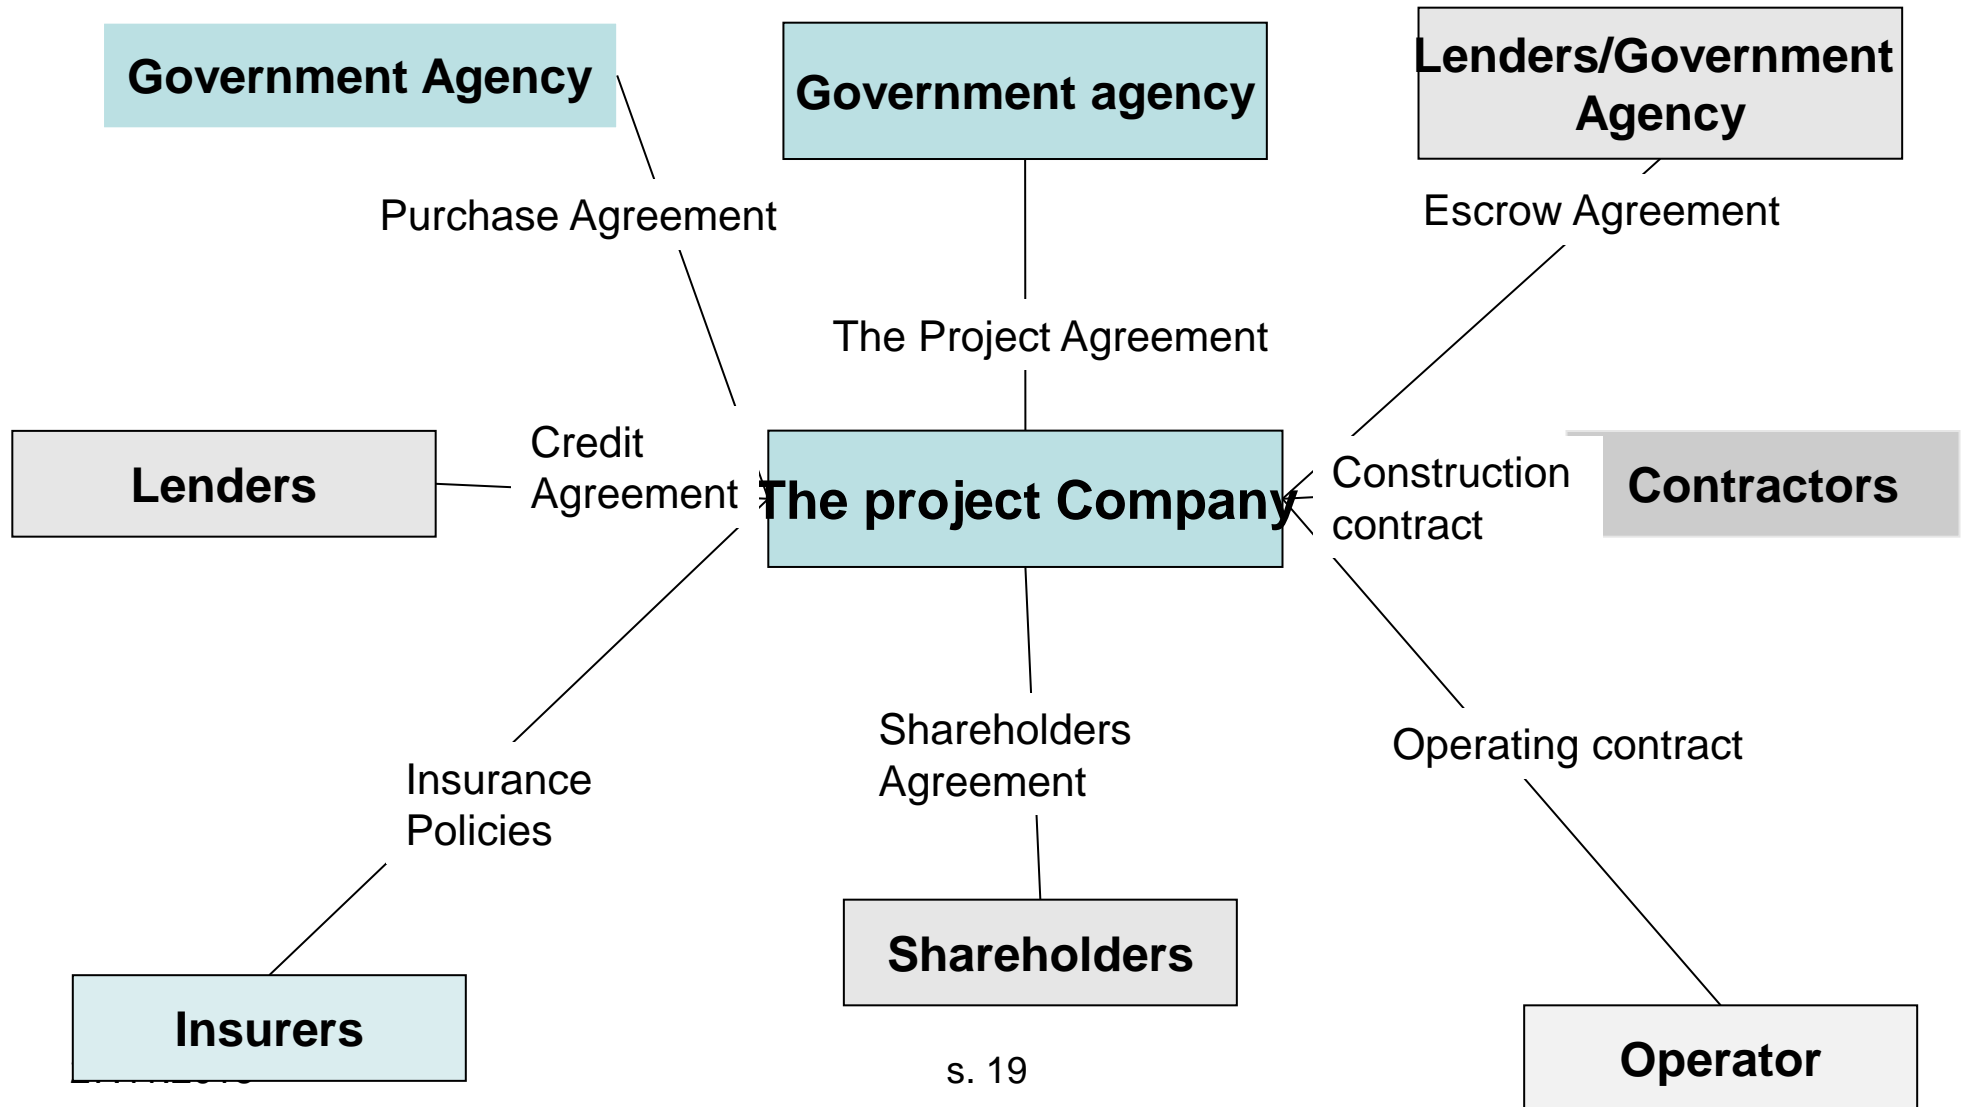 Government Agency
Government agency
Lenders/Government
Agency
Purchase Agreement
Escrow Agreement
The Project Agreement
Lenders
Credit
Agreement
The project Company
Construction
contract
Contractors
Shareholders
Agreement
Operating contract
Insurance
Policies
Shareholders
Insurers
Operator
s. 19